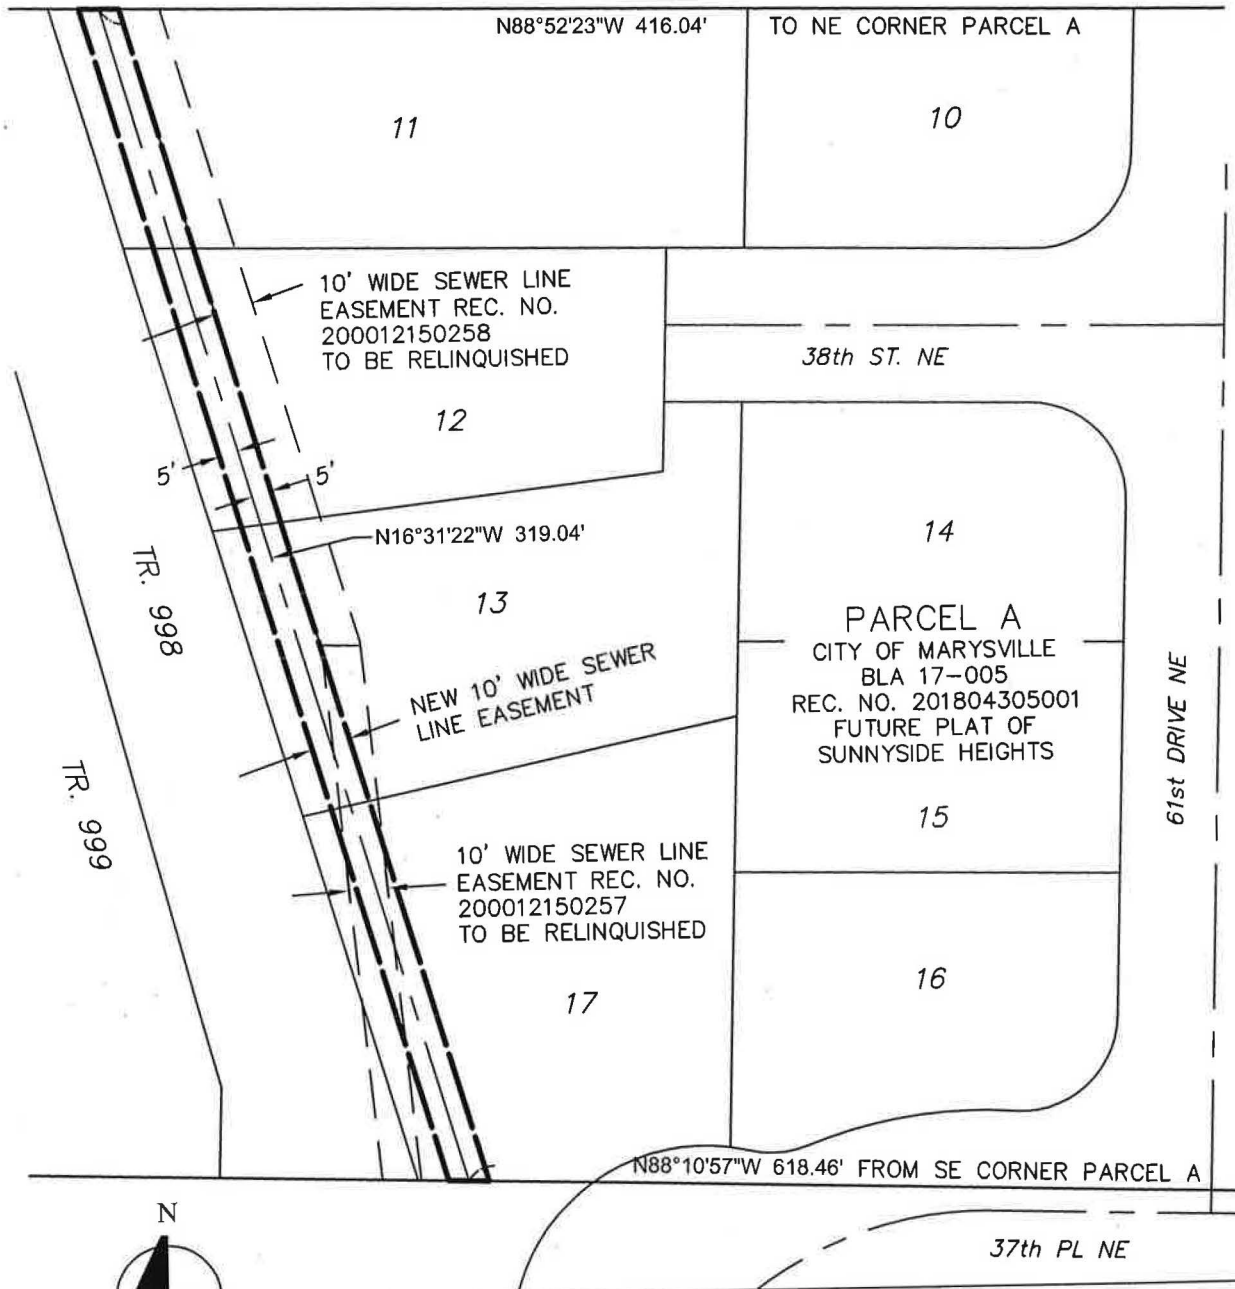 N88°52'23"W 416.04' TO NE CORNER PARCEL A
11
10
10' WIDE SEWER LINE
EASEMENT REC. NO.
200012150258
TO BE RELINQUISHED
38th ST. NE
12
5'
5'
N16°31'22"W 319.04'
14
TR. 998
13
PARCEL A
CITY OF MARYSVILLE
BLA 17-005
REC. NO. 201804305001
FUTURE PLAT OF
SUNNYSIDE HEIGHTS
NEW 10' WIDE SEWER
LINE EASEMENT
61st DRIVE NE
TR. 999
15
10' WIDE SEWER LINE
EASEMENT REC. NO.
200012150257
TO BE RELINQUISHED
16
17
N88°10'57"W 618.46' FROM SE CORNER PARCEL A
N
37th PL NE